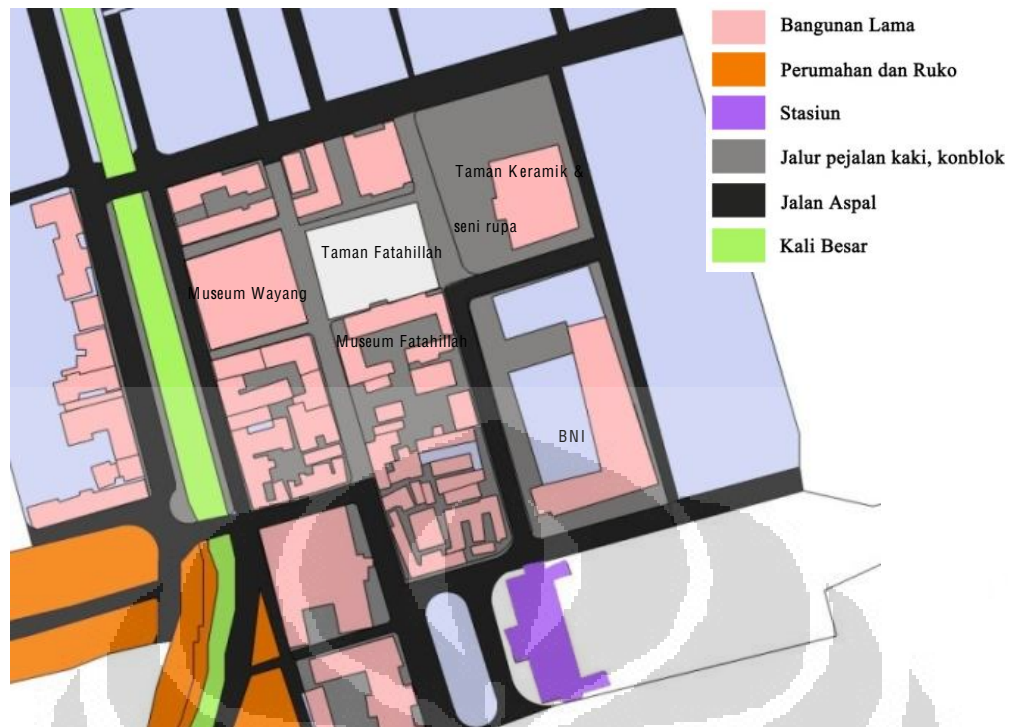 Bangunan Lama
Perumahan dan Ruko
Stasiun
Jalur pejalan kaki, konblok
Jalan Aspal
Kali Besar
Taman Keramik &
seni rupa
Taman Fatahillah
Museum Wayang
Museum Fatahillah
BNI